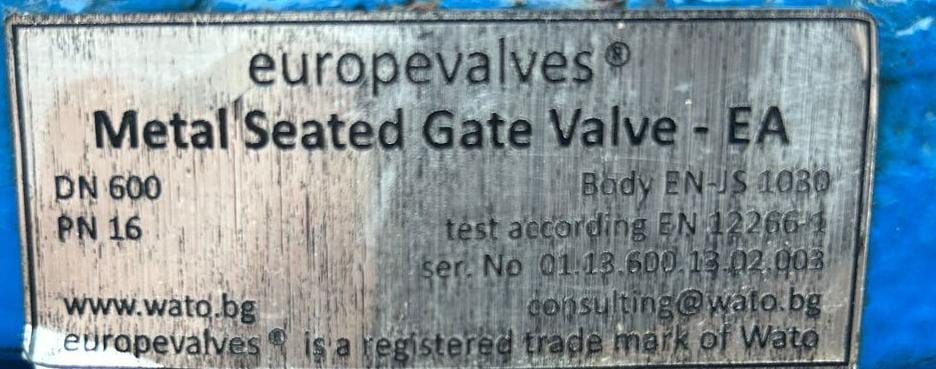 europevalves®
Metal Seated Gate Valve - EA
DN 600
Body EN-JS 1030
PN 16
test according EN 12266-1
ser. No 01.13.600.13.02.003
www.wato.bg
consulting@wato.bg
europevalves ® is a registered trade mark of Wato